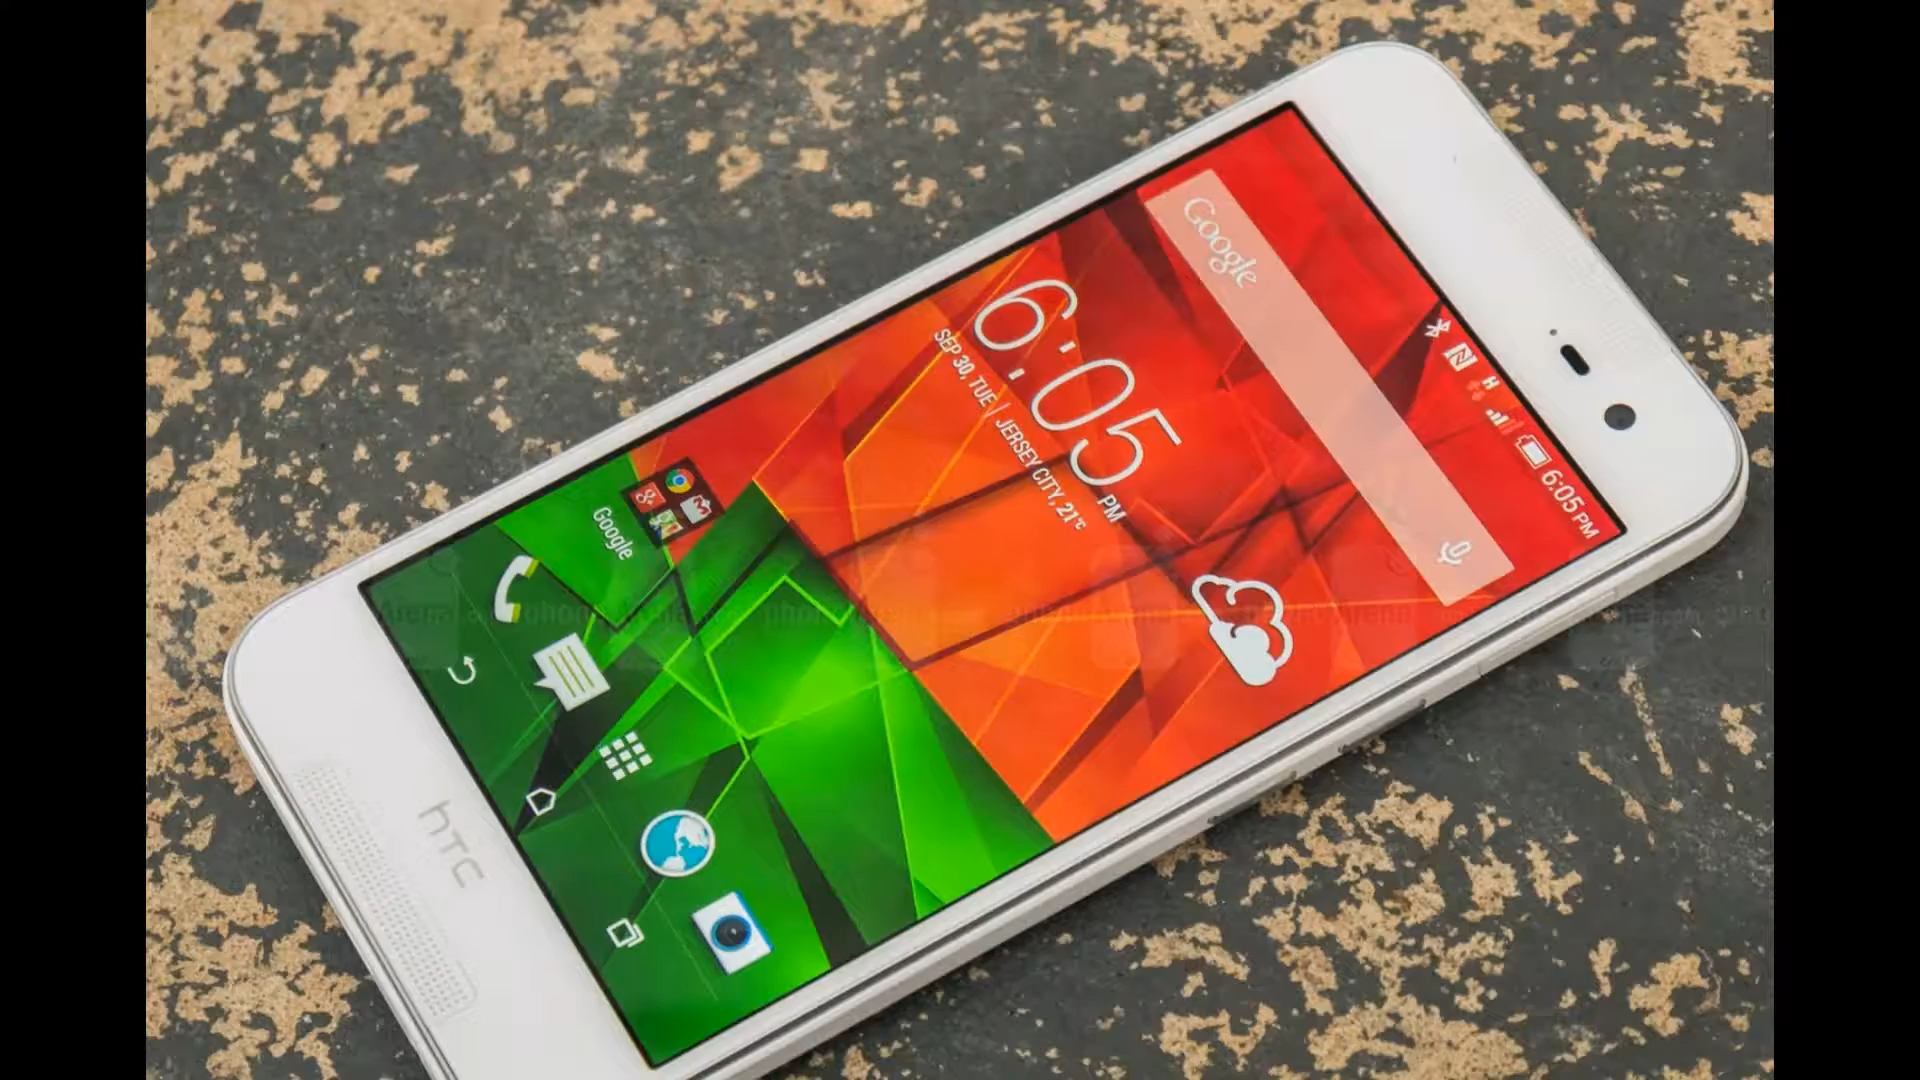 6:05 PM
Google
6:05 PM
SEP 30, TUE / JERSEY CITY, 21°C
Google
hTC